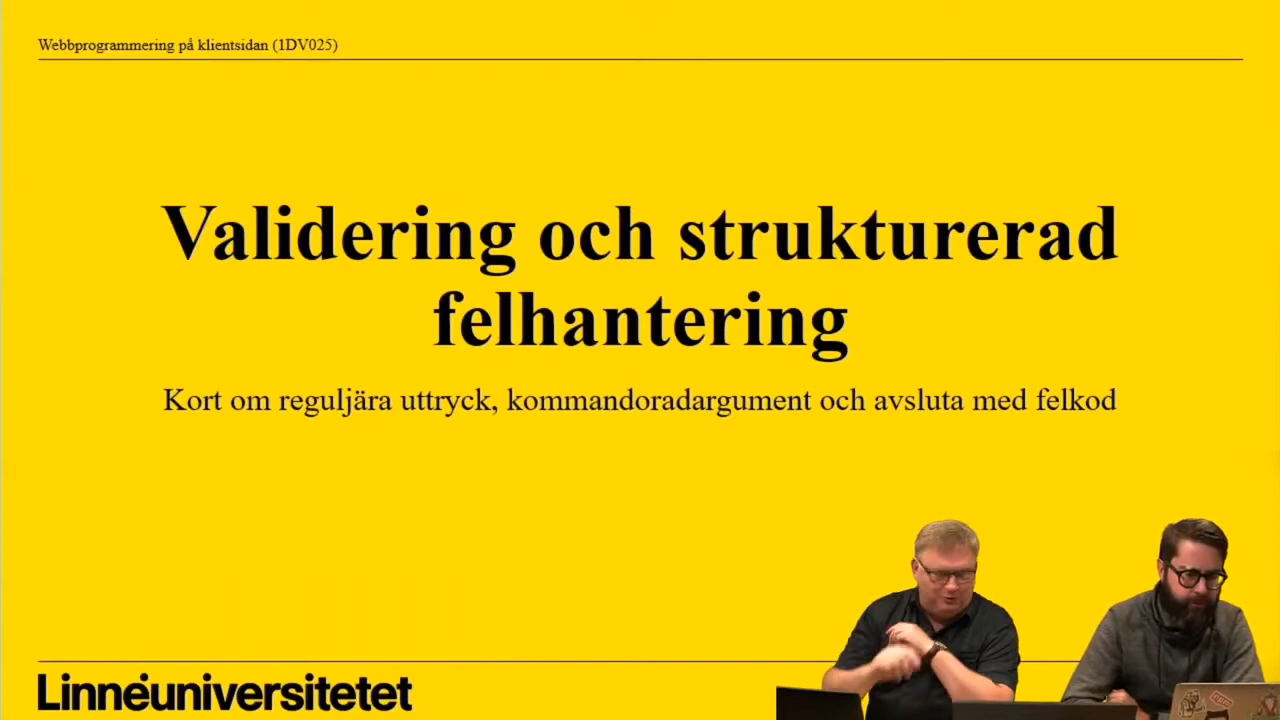 Webbprogrammering på klientsidan (1DV025)
Validering och strukturerad
felhantering
Kort om reguljära uttryck, kommandoradargument och avsluta med felkod
Linnéuniversitetet